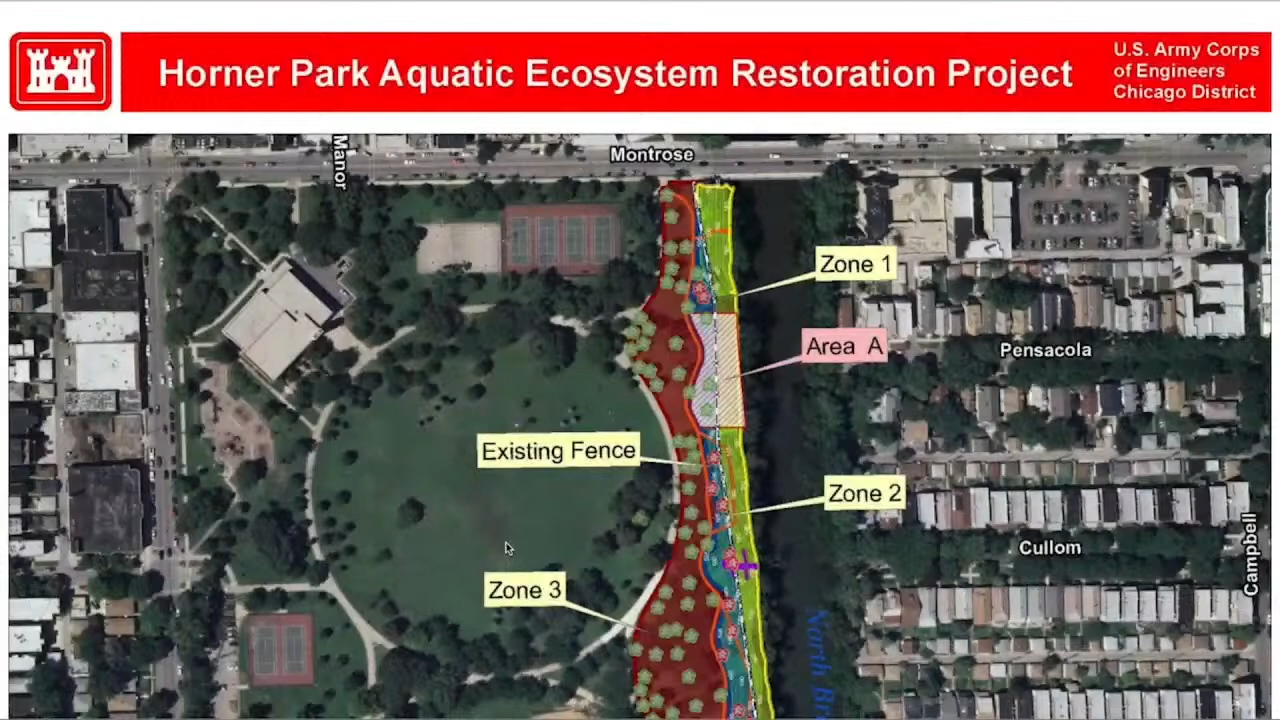 Horner Park Aquatic Ecosystem Restoration Project
U.S. Army Corps
of Engineers
Chicago District
Manor
Montrose
Zone 1
Area A
Pensacola
Existing Fence
Zone 2
Cullom
Campbell
Zone 3
North